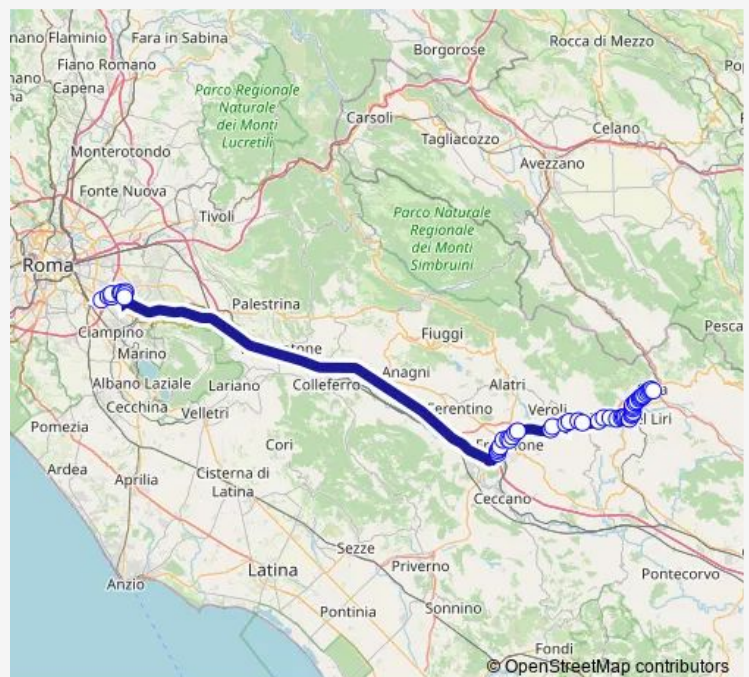 nano Flaminio
Fara in Sabina
Fiano Romano
Capena
Borgorose
Rocca di Mezzo
Parco Regionale
Naturale
dei Monti
Lucretili
Carsoli
Tagliacozzo
Celano
Monterotondo
Avezzano
Fonte Nuova
Tivoli
Parco Naturale
Regionale
dei Monti
Simbruini
Roma
Palestrina
Ciampino
Marino
Fiuggi
Pesca
Albano Laziale
Cecchina
Lariano
Colleferro
Anagni
Alatri
Velletri
Veroli
Pomezia
Cori
Ardea
Aprilia
Cisterna di
Latina
Ceccano
Sezze
Priverno
Anzio
Latina
Pontecorvo
Pontinia
Sonnino
Fondi
© OpenStreetMap contributors